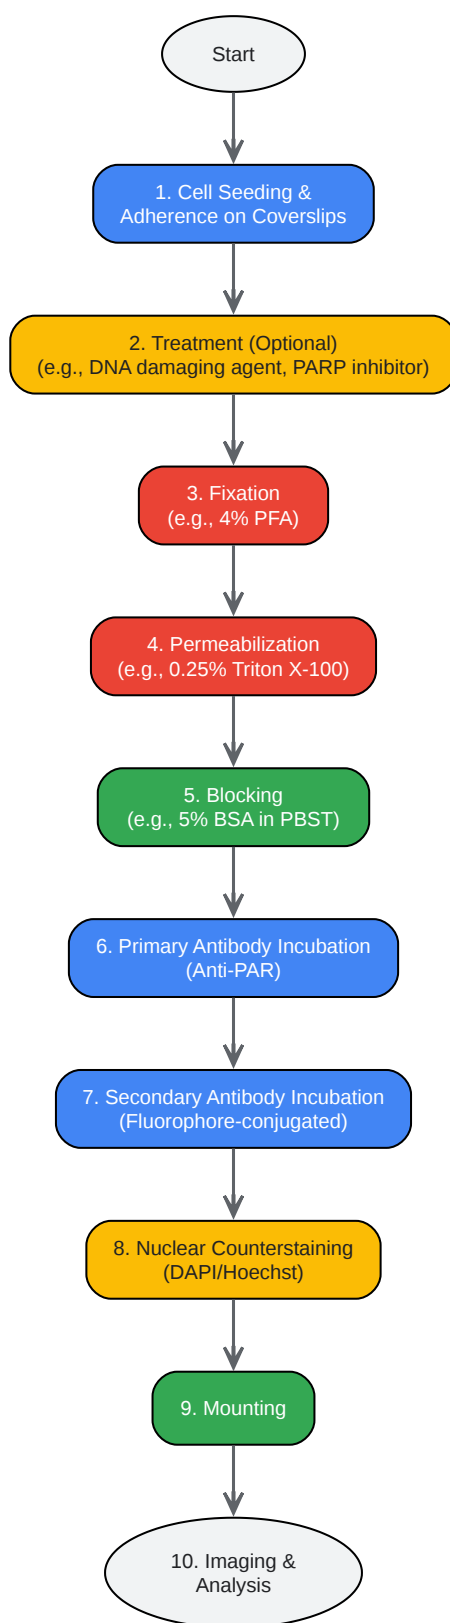 Start
1. Cell Seeding &
Adherence on Coverslips
2. Treatment (Optional)
(e.g., DNA damaging agent, PARP inhibitor)
3. Fixation
(e.g., 4% PFA)
4. Permeabilization
(e.g., 0.25% Triton X-100)
5. Blocking
(e.g., 5% BSA in PBST)
6. Primary Antibody Incubation
(Anti-PAR)
7. Secondary Antibody Incubation
(Fluorophore-conjugated)
8. Nuclear Counterstaining
(DAPI/Hoechst)
9. Mounting
10. Imaging &
Analysis